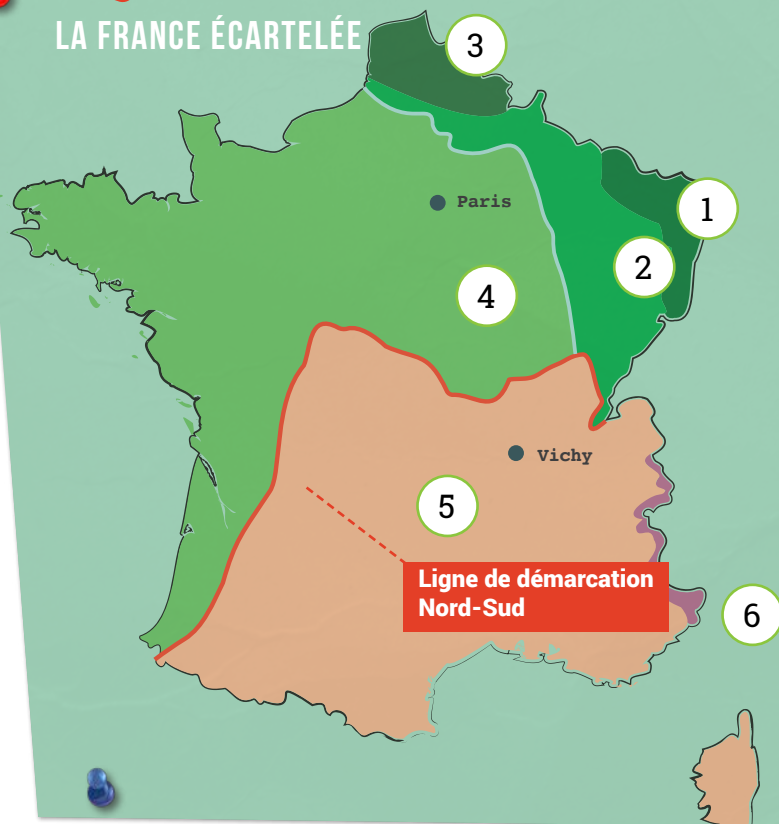 LA FRANCE ÉCARTELÉE
3
Paris
1
2
4
Vichy
5
Ligne de démarcation
Nord-Sud
6